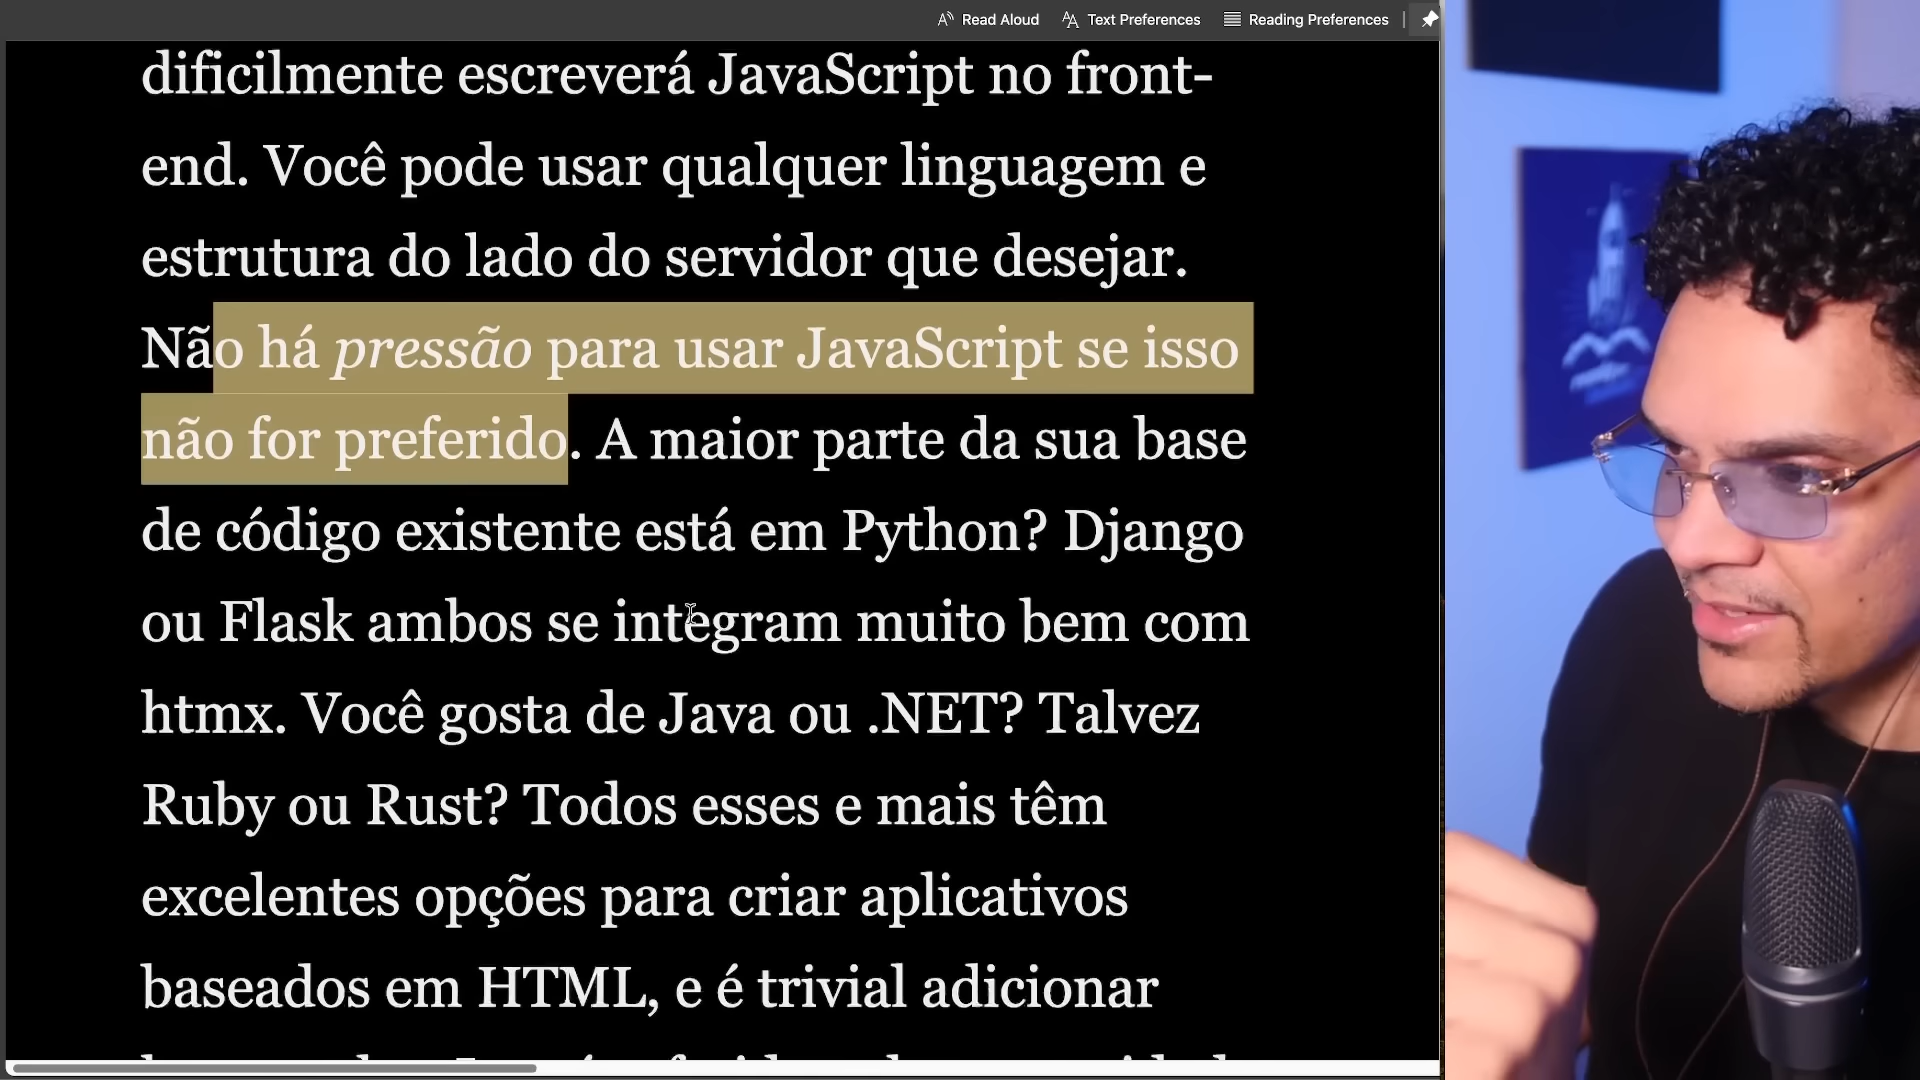 Read Aloud Text Preferences Reading Preferences
dificilmente escreverá JavaScript no front-
end. Você pode usar qualquer linguagem e
estrutura do lado do servidor que desejar.
Não há pressão para usar JavaScript se isso
não for preferido. A maior parte da sua base
de código existente está em Python? Django
ou Flask ambos se integram muito bem com
htmx. Você gosta de Java ou .NET? Talvez
Ruby ou Rust? Todos esses e mais têm
excelentes opções para criar aplicativos
baseados em HTML, e é trivial adicionar